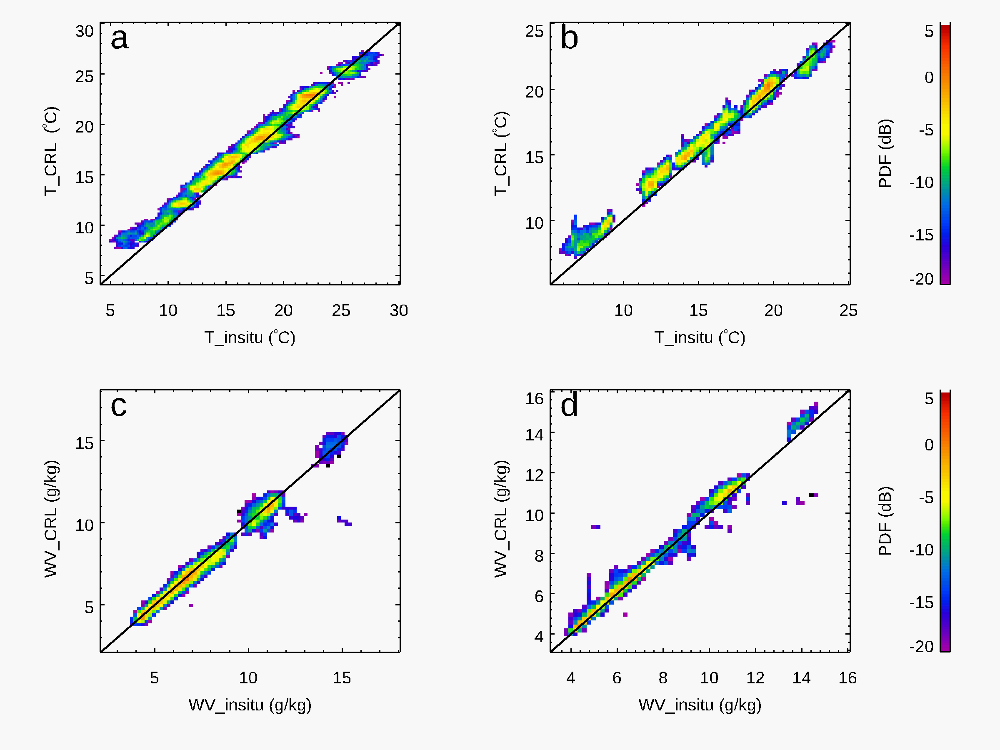 a
30
25
20
15
10
5
T_CRL (°C)
5 10 15 20 25 30
T_insitu (°C)
b
25
20
15
10
T_CRL (°C)
10 15 20 25
T_insitu (°C)
5
0
-5
-10
-15
-20
PDF (dB)
c
15
10
5
WV_CRL (g/kg)
5 10 15
WV_insitu (g/kg)
d
16
14
12
10
8
6
4
WV_CRL (g/kg)
4 6 8 10 12 14 16
WV_insitu (g/kg)
5
0
-5
-10
-15
-20
PDF (dB)